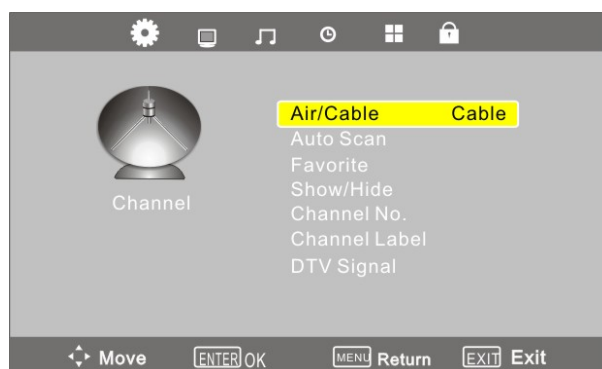 Air/Cable Cable
Auto Scan
Favorite
Show/Hide
Channel
Channel No.
Channel Label
DTV Signal
Move ENTER OK MENU Return EXIT Exit